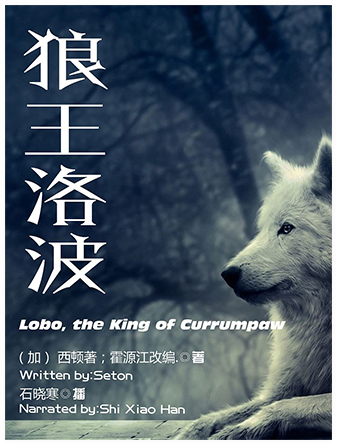 狼王洛波
Lobo, the King of Currumpaw
（加） 西顿著；霍源江改编.◎著
Written by:Seton
石晓寒◎播
Narrated by:Shi Xiao Han